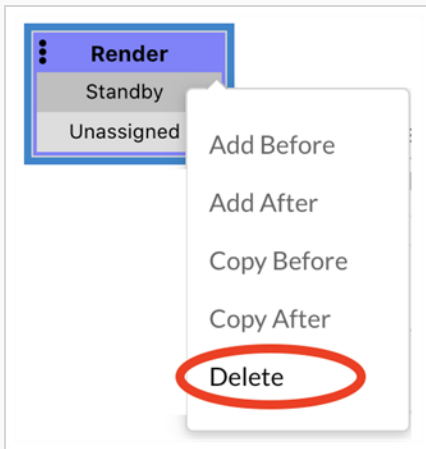 Render
Standby
Unassigned
Add Before
Add After
Copy Before
Copy After
Delete